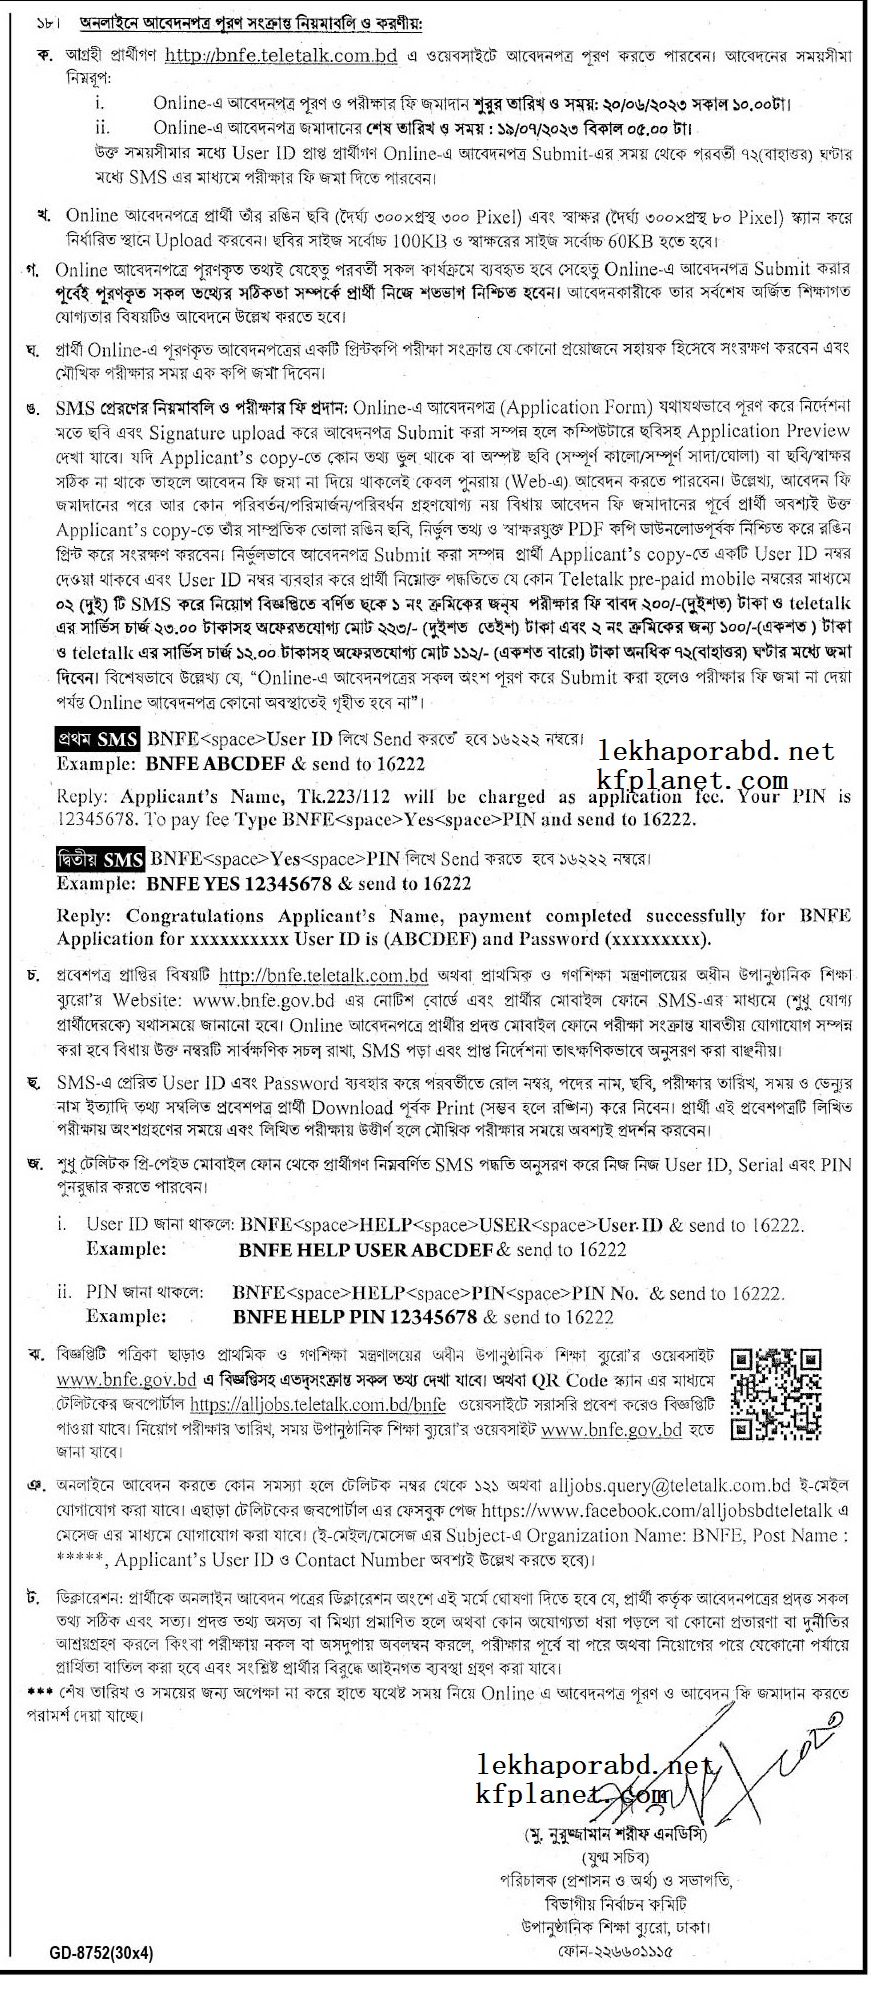 ১৮। অনলাইনে আবেদনপত্র পূরণ সংক্রান্ত নিয়মাবলি ও করণীয়:
ক. আগ্রহী প্রার্থীগণ http://bnfe.teletalk.com.bd এ ওয়েবসাইটে আবেদনপত্র পূরণ করতে পারবেন। আবেদনের সময়সীমা
নিম্নরূপ:
i. Online-এ আবেদনপত্র পূরণ ও পরীক্ষার ফি জমাদান শুরুর তারিখ ও সময়: ২০/০৬/২০২৩ সকাল ১০.০০টা।
ii. Online-এ আবেদনপত্র জমাদানের শেষ তারিখ ও সময় : ১৯/০৭/২০২৩ বিকাল ০৫.০০ টা।
উক্ত সময়সীমার মধ্যে User ID প্রাপ্ত প্রার্থীগণ Online-এ আবেদনপত্র Submit-এর সময় থেকে পরবর্তী ৭২(বাহাত্তর) ঘণ্টার
মধ্যে SMS এর মাধ্যমে পরীক্ষার ফি জমা দিতে পারবেন।
খ. Online আবেদনপত্রে প্রার্থী তাঁর রঙিন ছবি (দৈর্ঘ্য ৩০০×প্রস্থ ৩০০ Pixel) এবং স্বাক্ষর (দৈর্ঘ্য ৩০০×প্রস্থ ৮০ Pixel) স্ক্যান করে
নির্ধারিত স্থানে Upload করবেন। ছবির সাইজ সর্বোচ্চ 100KB ও স্বাক্ষরের সাইজ সর্বোচ্চ 60KB হতে হবে।
গ. Online আবেদনপত্রে পূরণকৃত তথ্যই যেহেতু পরবর্তী সকল কার্যক্রমে ব্যবহৃত হবে সেহেতু Online-এ আবেদনপত্র Submit করার
পূর্বেই পূরণকৃত সকল তথ্যের সঠিকতা সম্পর্কে প্রার্থী নিজে শতভাগ নিশ্চিত হবেন। আবেদনকারীকে তার সর্বশেষ অর্জিত শিক্ষাগত
যোগ্যতার বিষয়টিও আবেদনে উল্লেখ করতে হবে।
ঘ. প্রার্থী Online-এ পূরণকৃত আবেদনপত্রের একটি প্রিন্টকপি পরীক্ষা সংক্রান্ত যে কোনো প্রয়োজনে সহায়ক হিসেবে সংরক্ষণ করবেন এবং
মৌখিক পরীক্ষার সময় এক কপি জমা দিবেন।
ঙ. SMS প্রেরণের নিয়মাবলি ও পরীক্ষার ফি প্রদান: Online-এ আবেদনপত্র (Application Form) যথাযথভাবে পূরণ করে নির্দেশনা
মতে ছবি এবং Signature upload করে আবেদনপত্র Submit করা সম্পন্ন হলে কম্পিউটারে ছবিসহ Application Preview
দেখা যাবে। যদি Applicant's copy-তে কোন তথ্য ভুল থাকে বা অস্পষ্ট ছবি (সম্পূর্ণ কালো/সম্পূর্ণ সাদা/ঘোলা) বা ছবি/স্বাক্ষর
সঠিক না থাকে তাহলে আবেদন ফি জমা না দিয়ে থাকলেই কেবল পুনরায় (Web-এ) আবেদন করতে পারবেন। উল্লেখ্য, আবেদন ফি
জমাদানের পরে আর কোন পরিবর্তন/পরিমার্জন/পরিবর্ধন গ্রহণযোগ্য নয় বিধায় আবেদন ফি জমাদানের পূর্বে প্রার্থী অবশ্যই উক্ত
Applicant's copy-তে তাঁর সাম্প্রতিক তোলা রঙিন ছবি, নির্ভুল তথ্য ও স্বাক্ষরযুক্ত PDF কপি ডাউনলোডপূর্বক নিশ্চিত করে রঙিন
প্রিন্ট করে সংরক্ষণ করবেন। নির্ভুলভাবে আবেদনপত্র Submit করা সম্পন্ন প্রার্থী Applicant's copy-তে একটি User ID নম্বর
দেওয়া থাকবে এবং User ID নম্বর ব্যবহার করে প্রার্থী নিম্নোক্ত পদ্ধতিতে যে কোন Teletalk pre-paid mobile নম্বরের মাধ্যমে
০২ (দুই) টি SMS করে নিয়োগ বিজ্ঞপ্তিতে বর্ণিত ছকে ১ নং ক্রমিকের জন্য পরীক্ষার ফি বাবদ ২০০/-(দুইশত) টাকা ও teletalk
এর সার্ভিস চার্জ ২৩.০০ টাকাসহ অফেরতযোগ্য মোট ২২৩/- (দুইশত তেইশ) টাকা এবং ২ নং ক্রমিকের জন্য ১০০/-(একশত ) টাকা
ও teletalk এর সার্ভিস চার্জ ১২.০০ টাকাসহ অফেরতযোগ্য মোট ১১২/- (একশত বারো) টাকা অনধিক ৭২(বাহাত্তর) ঘণ্টার মধ্যে জমা
দিবেন। বিশেষভাবে উল্লেখ্য যে, “Online-এ আবেদনপত্রের সকল অংশ পূরণ করে Submit করা হলেও পরীক্ষার ফি জমা না দেয়া
পর্যন্ত Online আবেদনপত্র কোনো অবস্থাতেই গৃহীত হবে না”।
প্রথম SMS BNFE<space>User ID লিখে Send করতে হবে ১৬২২২ নম্বরে।
lekhaporabd.net
Example: BNFE ABCDEF & send to 16222
kfplanet.com
Reply: Applicant's Name, Tk.223/112 will be charged as application fee. Your PIN is
12345678. To pay fee Type BNFE<space>Yes<space>PIN and send to 16222.
দ্বিতীয় SMS BNFE<space>Yes<space>PIN লিখে Send করতে হবে ১৬২২২ নম্বরে।
Example: BNFE YES 12345678 & send to 16222
Reply: Congratulations Applicant's Name, payment completed successfully for BNFE
Application for xxxxxxxxxx User ID is (ABCDEF) and Password (xxxxxxxxx).
চ. প্রবেশপত্র প্রাপ্তির বিষয়টি http://bnfe.teletalk.com.bd অথবা প্রাথমিক ও গণশিক্ষা মন্ত্রণালয়ের অধীন উপানুষ্ঠানিক শিক্ষা
ব্যুরো'র Website: www.bnfe.gov.bd এর নোটিশ বোর্ডে এবং প্রার্থীর মোবাইল ফোনে SMS-এর মাধ্যমে (শুধু যোগ্য
প্রার্থীদেরকে) যথাসময়ে জানানো হবে। Online আবেদনপত্রে প্রার্থীর প্রদত্ত মোবাইল ফোনে পরীক্ষা সংক্রান্ত যাবতীয় যোগাযোগ সম্পন্ন
করা হবে বিধায় উক্ত নম্বরটি সার্বক্ষণিক সচল রাখা, SMS পড়া এবং প্রাপ্ত নির্দেশনা তাৎক্ষণিকভাবে অনুসরণ করা বাঞ্ছনীয়।
ছ. SMS-এ প্রেরিত User ID এবং Password ব্যবহার করে পরবর্তীতে রোল নম্বর, পদের নাম, ছবি, পরীক্ষার তারিখ, সময় ও ভেন্যুর
নাম ইত্যাদি তথ্য সম্বলিত প্রবেশপত্র প্রার্থী Download পূর্বক Print (সম্ভব হলে রঙ্গিন) করে নিবেন। প্রার্থী এই প্রবেশপত্রটি লিখিত
পরীক্ষায় অংশগ্রহণের সময়ে এবং লিখিত পরীক্ষায় উত্তীর্ণ হলে মৌখিক পরীক্ষার সময়ে অবশ্যই প্রদর্শন করবেন।
জ. শুধু টেলিটক প্রি-পেইড মোবাইল ফোন থেকে প্রার্থীগণ নিম্নবর্ণিত SMS পদ্ধতি অনুসরণ করে নিজ নিজ User ID, Serial এবং PIN
পুনরুদ্ধার করতে পারবেন।
i. User ID জানা থাকলে: BNFE<space>HELP<space>USER<space>User ID & send to 16222.
Example: BNFE HELP USER ABCDEF & send to 16222
ii. PIN জানা থাকলে: BNFE<space>HELP<space>PIN<space>PIN No. & send to 16222.
Example: BNFE HELP PIN 12345678 & send to 16222
ঝ. বিজ্ঞপ্তিটি পত্রিকা ছাড়াও প্রাথমিক ও গণশিক্ষা মন্ত্রণালয়ের অধীন উপানুষ্ঠানিক শিক্ষা ব্যুরো'র ওয়েবসাইট
www.bnfe.gov.bd এ বিজ্ঞপ্তিসহ এতদ্‌সংক্রান্ত সকল তথ্য দেখা যাবে। অথবা QR Code স্ক্যান এর মাধ্যমে
টেলিটকের জবপোর্টাল https://alljobs.teletalk.com.bd/bnfe ওয়েবসাইটে সরাসরি প্রবেশ করেও বিজ্ঞপ্তিটি
পাওয়া যাবে। নিয়োগ পরীক্ষার তারিখ, সময় উপানুষ্ঠানিক শিক্ষা ব্যুরো'র ওয়েবসাইট www.bnfe.gov.bd হতে
জানা যাবে।
ঞ. অনলাইনে আবেদন করতে কোন সমস্যা হলে টেলিটক নম্বর থেকে ১২১ অথবা alljobs.query@teletalk.com.bd ই-মেইল
যোগাযোগ করা যাবে। এছাড়া টেলিটকের জবপোর্টাল এর ফেসবুক পেজ https://www.facebook.com/alljobsbdteletalk এ
মেসেজ এর মাধ্যমে যোগাযোগ করা যাবে। (ই-মেইল/মেসেজ এর Subject-এ Organization Name: BNFE, Post Name :
*****, Applicant's User ID ও Contact Number অবশ্যই উল্লেখ করতে হবে)।
ট. ডিক্লারেশন: প্রার্থীকে অনলাইন আবেদন পত্রের ডিক্লারেশন অংশে এই মর্মে ঘোষণা দিতে হবে যে, প্রার্থী কর্তৃক আবেদনপত্রের প্রদত্ত সকল
তথ্য সঠিক এবং সত্য। প্রদত্ত তথ্য অসত্য বা মিথ্যা প্রমাণিত হলে অথবা কোন অযোগ্যতা ধরা পড়লে বা কোনো প্রতারণা বা দুর্নীতির
আশ্রয়গ্রহণ করলে কিংবা পরীক্ষায় নকল বা অসদুপায় অবলম্বন করলে, পরীক্ষার পূর্বে বা পরে অথবা নিয়োগের পরে যেকোনো পর্যায়ে
প্রার্থিতা বাতিল করা হবে এবং সংশ্লিষ্ট প্রার্থীর বিরুদ্ধে আইনগত ব্যবস্থা গ্রহণ করা যাবে।
*** শেষ তারিখ ও সময়ের জন্য অপেক্ষা না করে হাতে যথেষ্ট সময় নিয়ে Online এ আবেদনপত্র পূরণ ও আবেদন ফি জমাদান করতে
পরামর্শ দেয়া যাচ্ছে।
lekhaporabd.net
kfplanet.com
(মু. নুরুজ্জামান শরীফ এনডিসি)
(যুগ্ম সচিব)
পরিচালক (প্রশাসন ও অর্থ) ও সভাপতি,
বিভাগীয় নির্বাচন কমিটি
উপানুষ্ঠানিক শিক্ষা ব্যুরো, ঢাকা।
ফোন-২২৬৬০১১১৫
GD-8752(30x4)